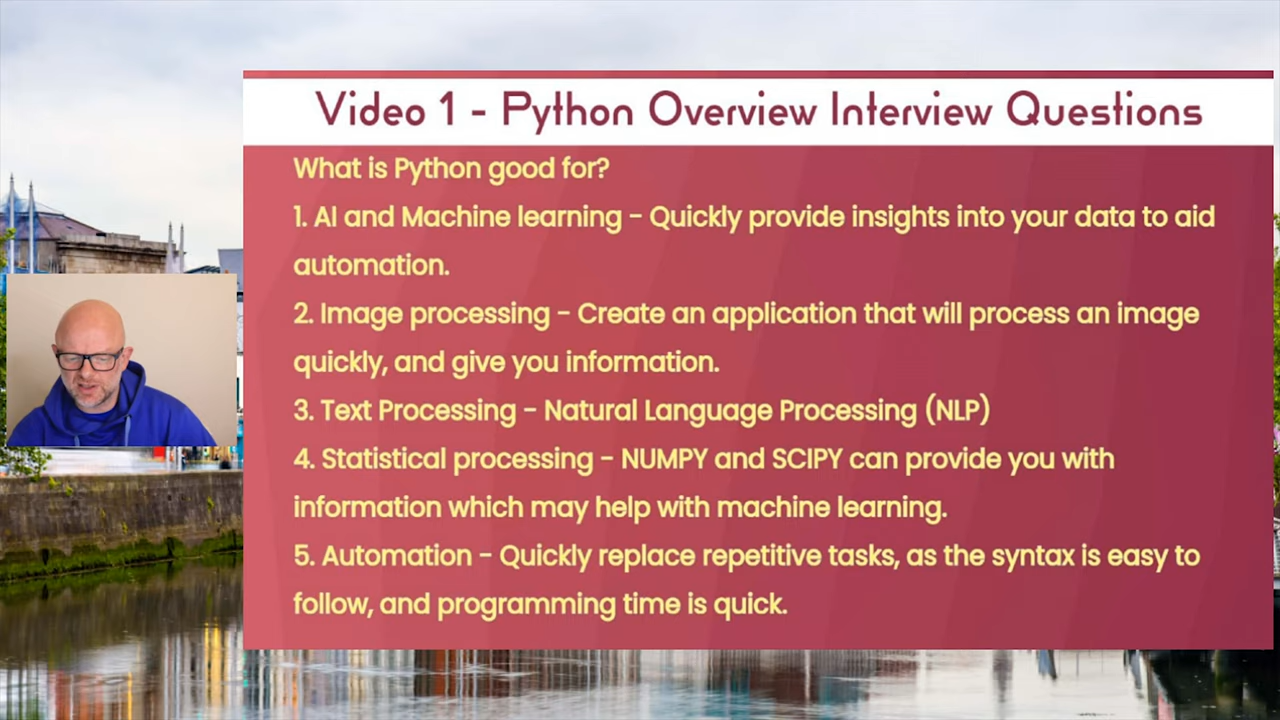 Video 1 - Python Overview Interview Questions
What is Python good for?
1. AI and Machine learning - Quickly provide insights into your data to aid
automation.
2. Image processing - Create an application that will process an image
quickly, and give you information.
3. Text Processing - Natural Language Processing (NLP)
4. Statistical processing - NUMPY and SCIPY can provide you with
information which may help with machine learning.
5. Automation - Quickly replace repetitive tasks, as the syntax is easy to
follow, and programming time is quick.